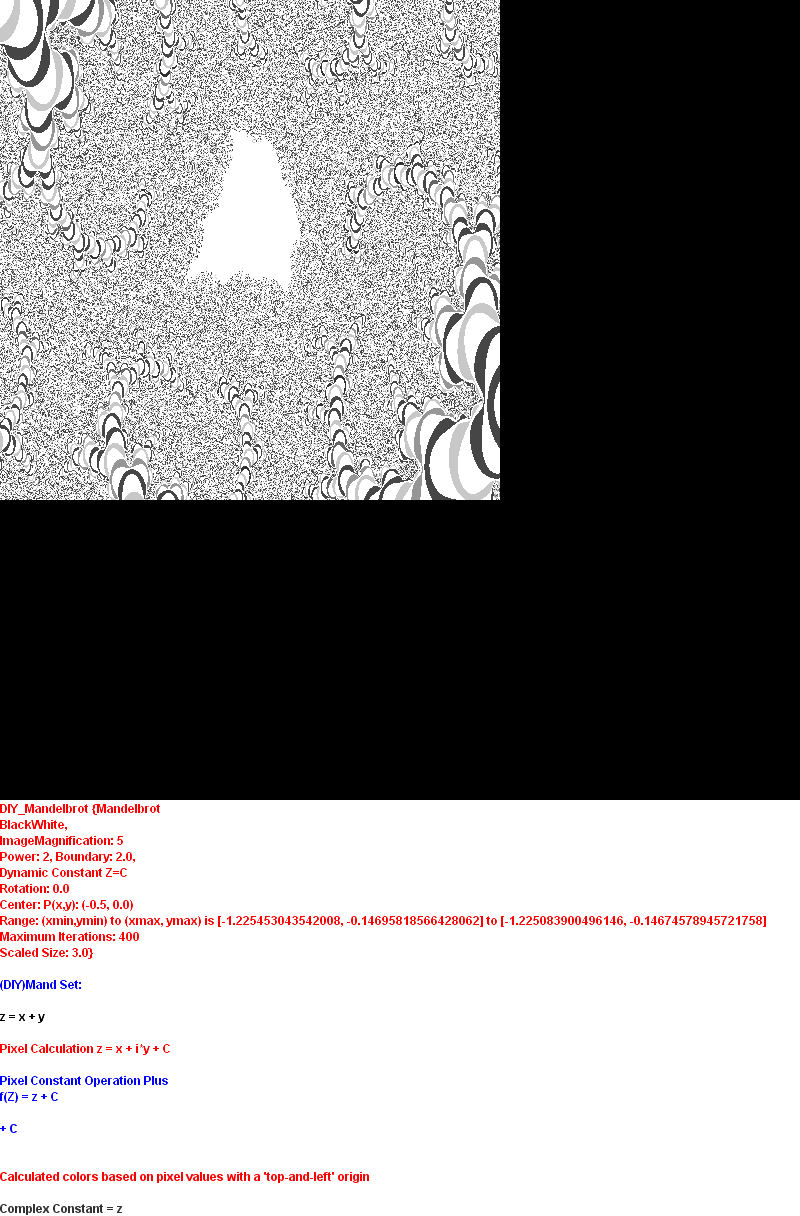 DIY_Mandelbrot {Mandelbrot
BlackWhite,
ImageMagnification: 5
Power: 2, Boundary: 2.0,
Dynamic Constant Z=C
Rotation: 0.0
Center: P(x,y): (-0.5, 0.0)
Range: (xmin,ymin) to (xmax, ymax) is [-1.225453043542008, -0.14695818566428062] to [-1.225083900496146, -0.14674578945721758]
Maximum Iterations: 400
Scaled Size: 3.0}
(DIY)Mand Set:
z = x + y
Pixel Calculation z = x + i*y + C
Pixel Constant Operation Plus
f(Z) = z + C
+ C
Calculated colors based on pixel values with a 'top-and-left' origin
Complex Constant = z